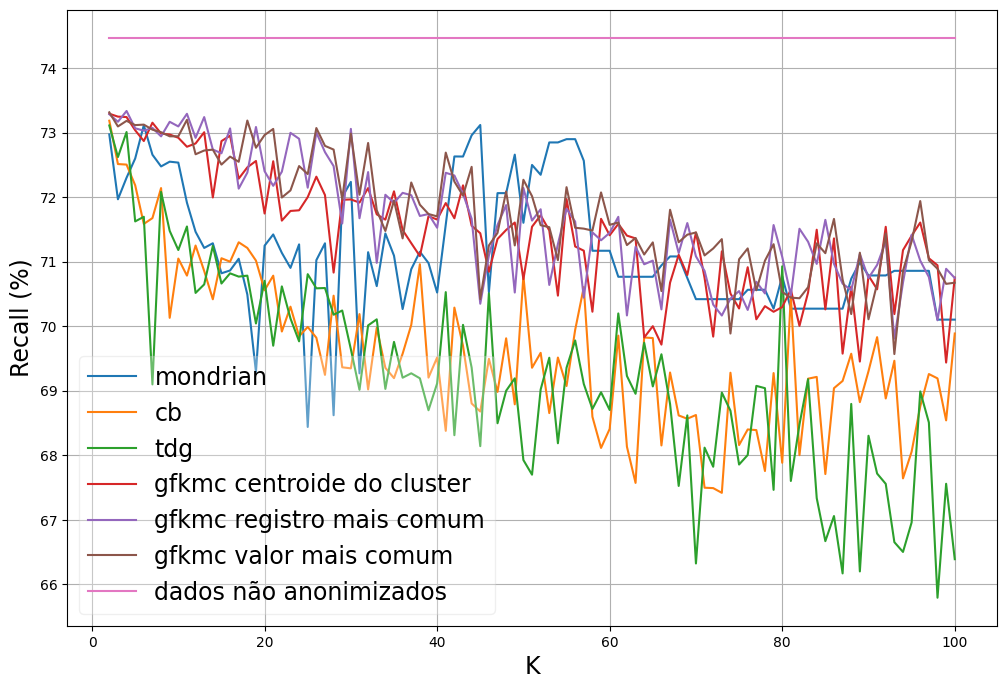 Recall (%)
74
73
72
71
70
69
68
67
66
mondrian
cb
tdg
gfkmc centroide do cluster
gfkmc registro mais comum
gfkmc valor mais comum
dados não anonimizados
0 20 40 60 80 100
K